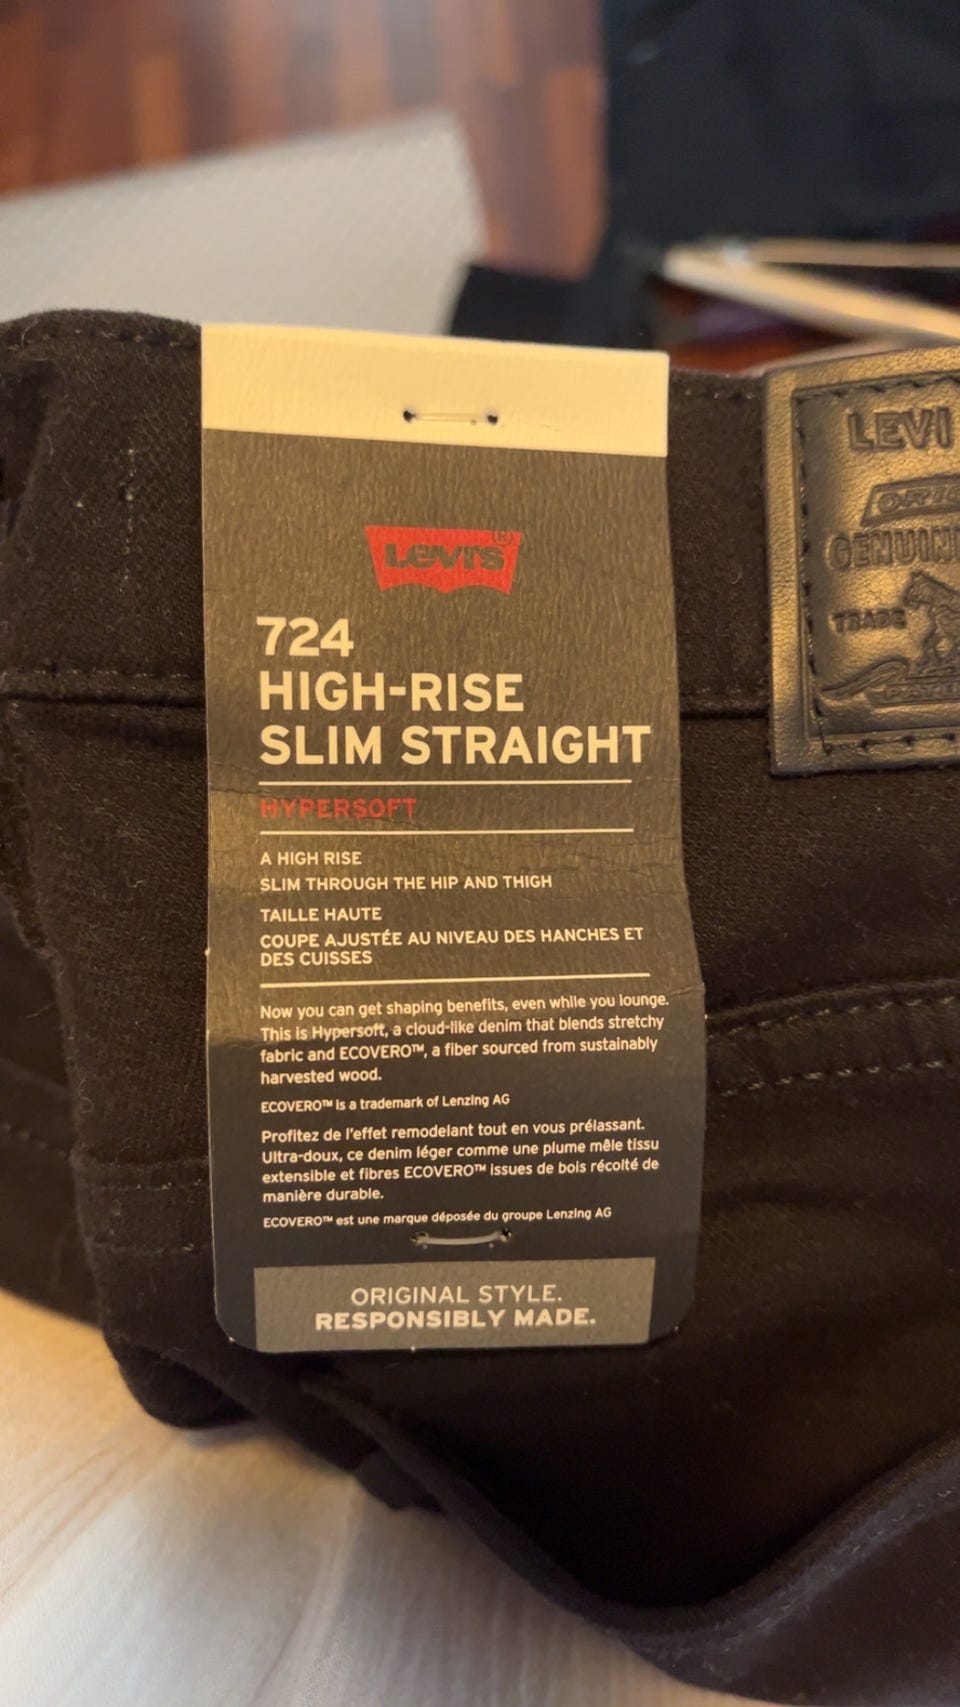 Levi's®
724
HIGH-RISE
SLIM STRAIGHT
HYPERSOFT
A HIGH RISE
SLIM THROUGH THE HIP AND THIGH
TAILLE HAUTE
COUPE AJUSTÉE AU NIVEAU DES HANCHES ET
DES CUISSES
Now you can get shaping benefits, even while you lounge.
This is Hypersoft, a cloud-like denim that blends stretchy
fabric and ECOVERO™, a fiber sourced from sustainably
harvested wood.
ECOVERO™ is a trademark of Lenzing AG
Profitez de l'effet remodelant tout en vous prélassant.
Ultra-doux, ce denim léger comme une plume mêle tissu
extensible et fibres ECOVERO™ issues de bois récolté de
manière durable.
ECOVERO™ est une marque déposée du groupe Lenzing AG
ORIGINAL STYLE.
RESPONSIBLY MADE.
LEVI
ORIG
GENUIN
TRADE
PATE